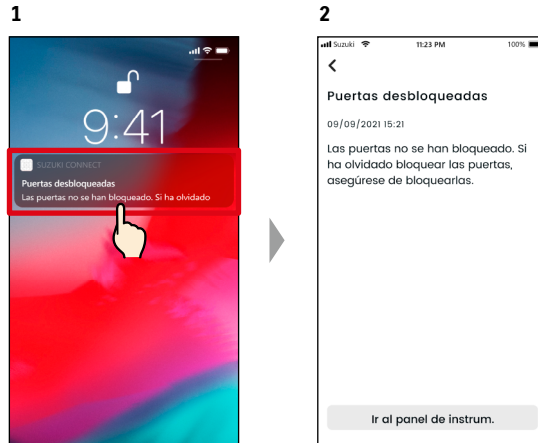 1
9:41
SUZUKI CONNECT
Puertas desbloqueadas
Las puertas no se han bloqueado. Si ha olvidado
2
Suzuki 11:23 PM 100%
Puertas desbloqueadas
09/09/2021 15:21
Las puertas no se han bloqueado. Si
ha olvidado bloquear las puertas,
asegúrese de bloquearlas.
Ir al panel de instrum.